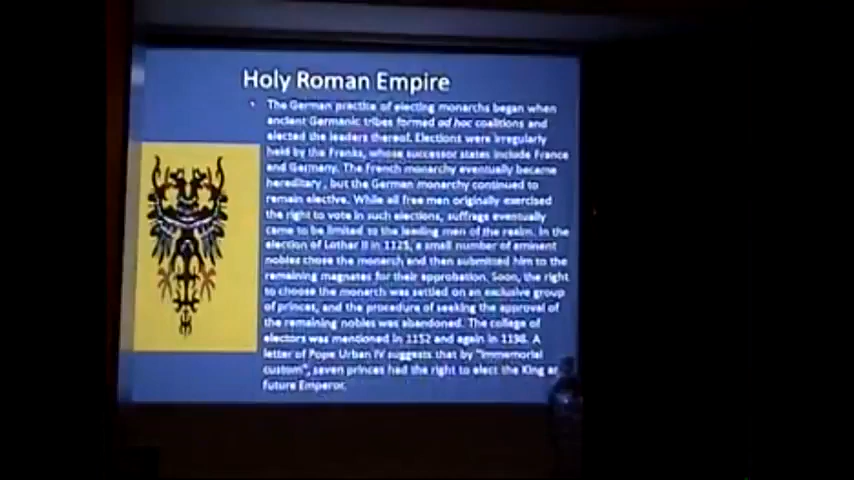 Holy Roman Empire
• The German practice of electing monarchs began when
ancient Germanic tribes formed ad hoc coalitions and
elected the leaders thereof. Elections were irregularly
held by the Franks, whose successor states include France
and Germany. The French monarchy eventually became
hereditary, but the German monarchy continued to
remain elective. While all free men originally exercised
the right to vote in such elections, suffrage eventually
came to be limited to the leading men of the realm. In the
election of Lothar II in 1125, a small number of eminent
nobles chose the monarch and then submitted him to the
remaining magnates for their approbation. Soon, the right
to choose the monarch was settled on an exclusive group
of princes, and the procedure of seeking the approval of
the remaining nobles was abandoned. The college of
electors was mentioned in 1152 and again in 1198. A
letter of Pope Urban IV suggests that by "immemorial
custom", seven princes had the right to elect the King
future Emperor.